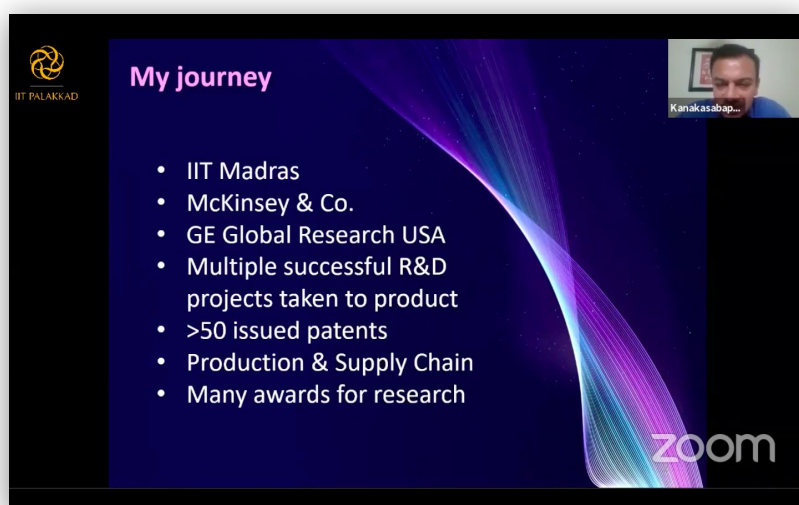 IIT PALAKKAD
My journey
Kanakasabap...
• IIT Madras
• McKinsey & Co.
• GE Global Research USA
• Multiple successful R&D
projects taken to product
• >50 issued patents
• Production & Supply Chain
• Many awards for research
zoom